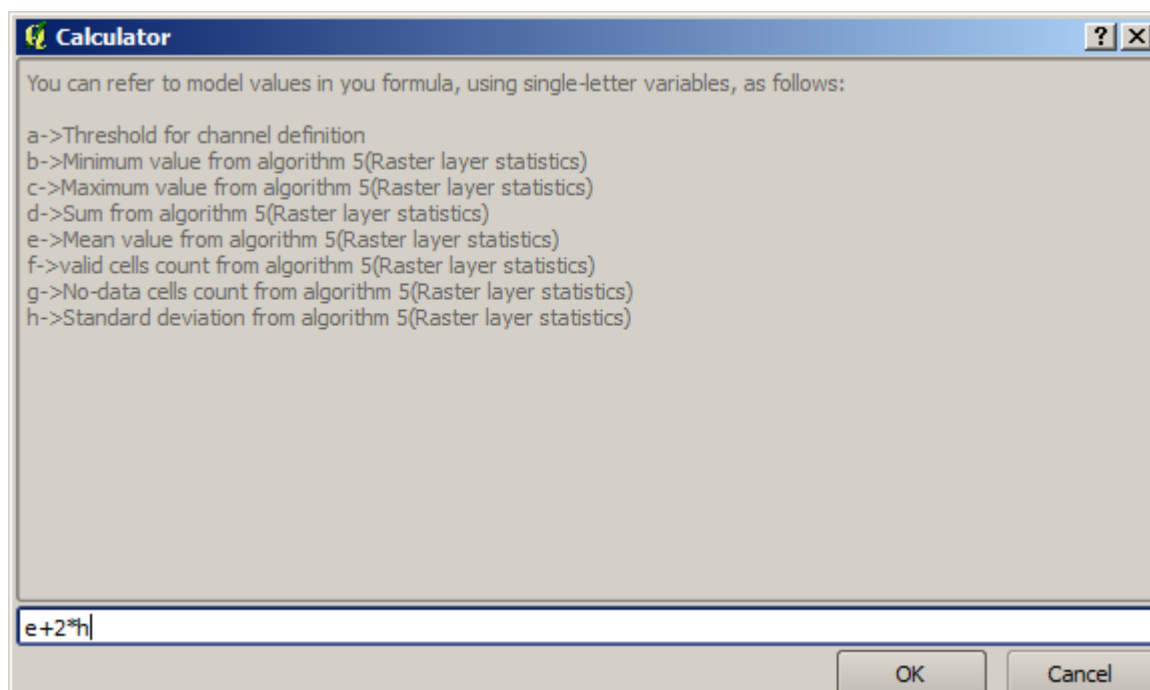 Calculator
You can refer to model values in you formula, using single-letter variables, as follows:
a->Threshold for channel definition
b->Minimum value from algorithm 5(Raster layer statistics)
c->Maximum value from algorithm 5(Raster layer statistics)
d->Sum from algorithm 5(Raster layer statistics)
e->Mean value from algorithm 5(Raster layer statistics)
f->valid cells count from algorithm 5(Raster layer statistics)
g->No-data cells count from algorithm 5(Raster layer statistics)
h->Standard deviation from algorithm 5(Raster layer statistics)
e+2*h
OK Cancel